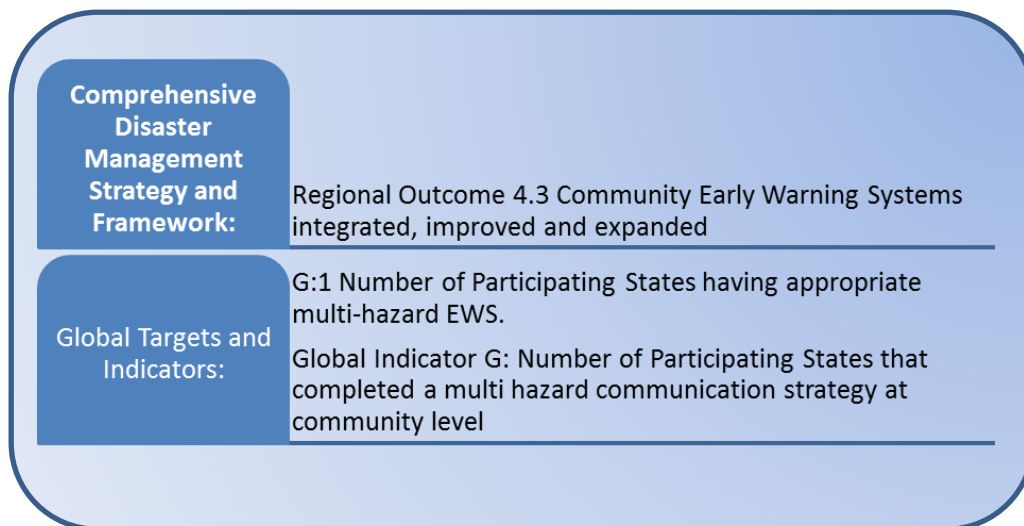 Comprehensive
Disaster
Management
Strategy and
Framework:
Regional Outcome 4.3 Community Early Warning Systems
integrated, improved and expanded
Global Targets and
Indicators:
G:1 Number of Participating States having appropriate
multi-hazard EWS.
Global Indicator G: Number of Participating States that
completed a multi hazard communication strategy at
community level